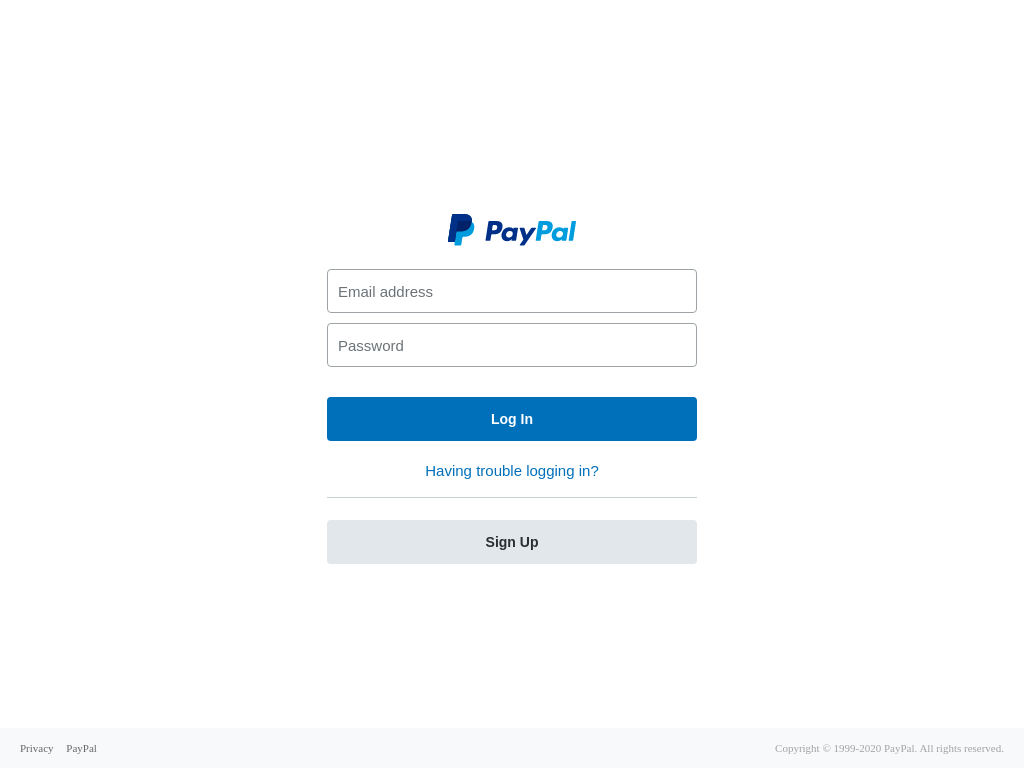 PayPal
Email address
Password
Log In
Having trouble logging in?
Sign Up
Privacy PayPal
Copyright © 1999-2020 PayPal. All rights reserved.